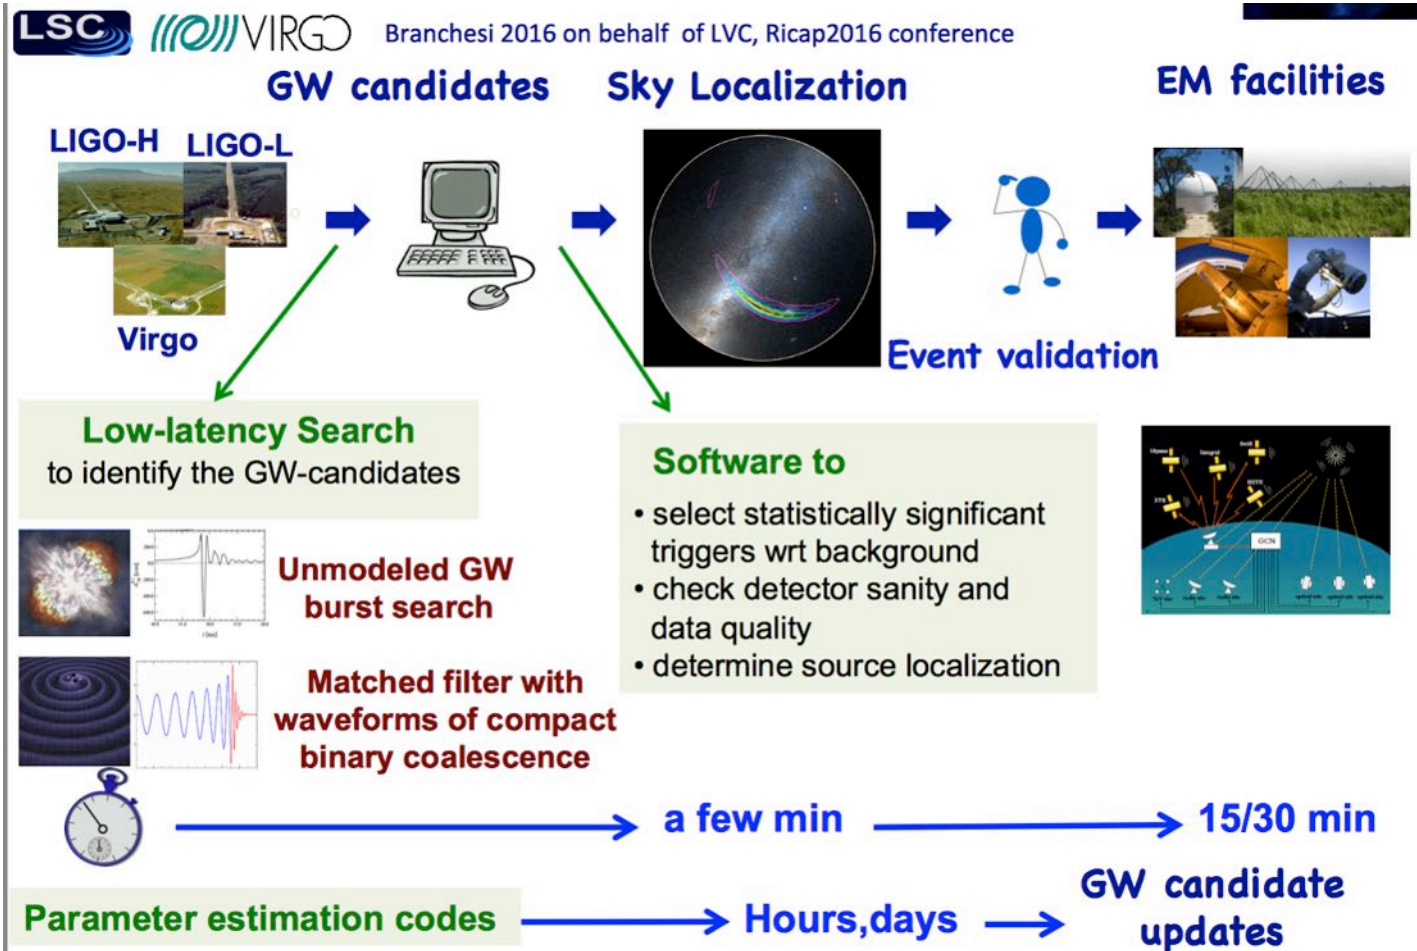 LSC
VIRGO
Branchesi 2016 on behalf of LVC, Ricap2016 conference
GW candidates
Sky Localization
EM facilities
LIGO-H
LIGO-L
Virgo
Event validation
Low-latency Search
to identify the GW-candidates
Software to
• select statistically significant
triggers wrt background
• check detector sanity and
data quality
• determine source localization
GCN
Unmodeled GW
burst search
Matched filter with
waveforms of compact
binary coalescence
a few min
15/30 min
Parameter estimation codes
Hours,days
GW candidate
updates